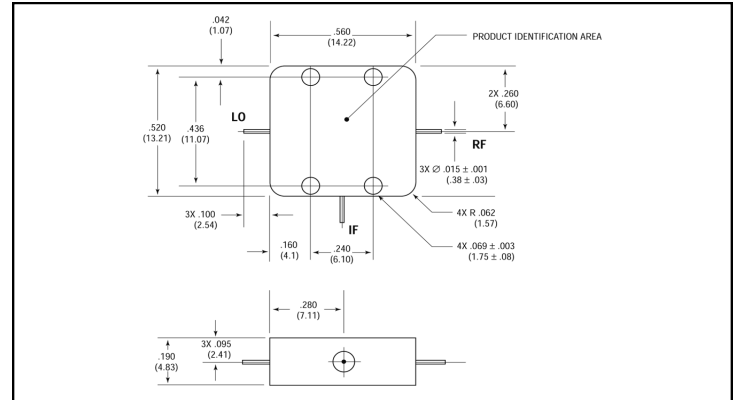 .042
(1.07)
.560
(14.22)
PRODUCT IDENTIFICATION AREA
2X .260
(6.60)
LO
.520
(13.21)
.436
(11.07)
RF
3X Ø .015 ± .001
(.38 ± .03)
3X .100
(2.54)
4X R .062
(1.57)
IF
.160
(4.1)
.240
(6.10)
4X .069 ± .003
(1.75 ± .08)
.280
(7.11)
3X .095
(2.41)
.190
(4.83)